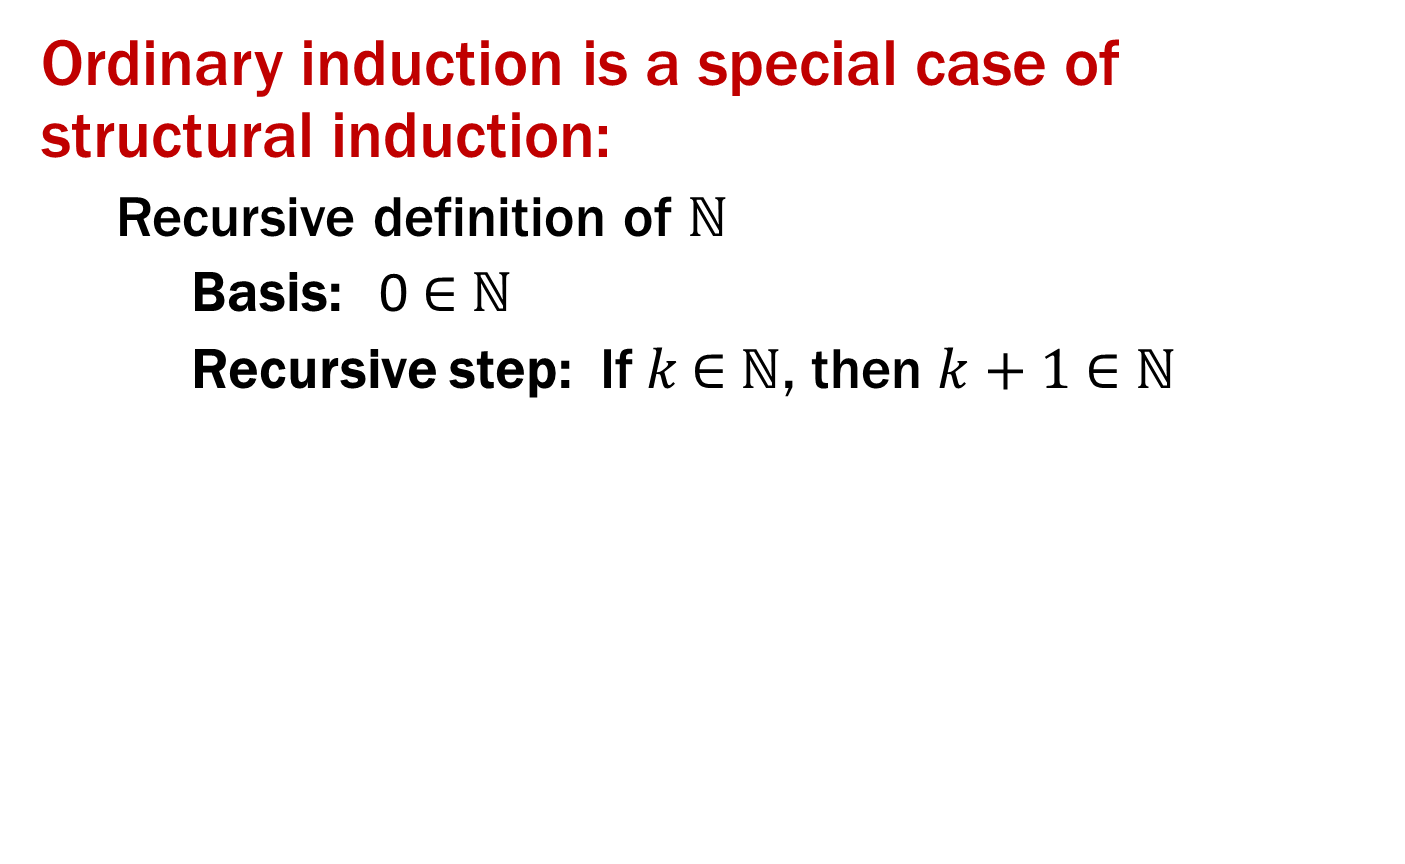 Ordinary induction is a special case of
structural induction:
Recursive definition of ℕ
Basis: 0 ∈ ℕ
Recursive step: If 𝑘 ∈ ℕ, then 𝑘 + 1 ∈ ℕ